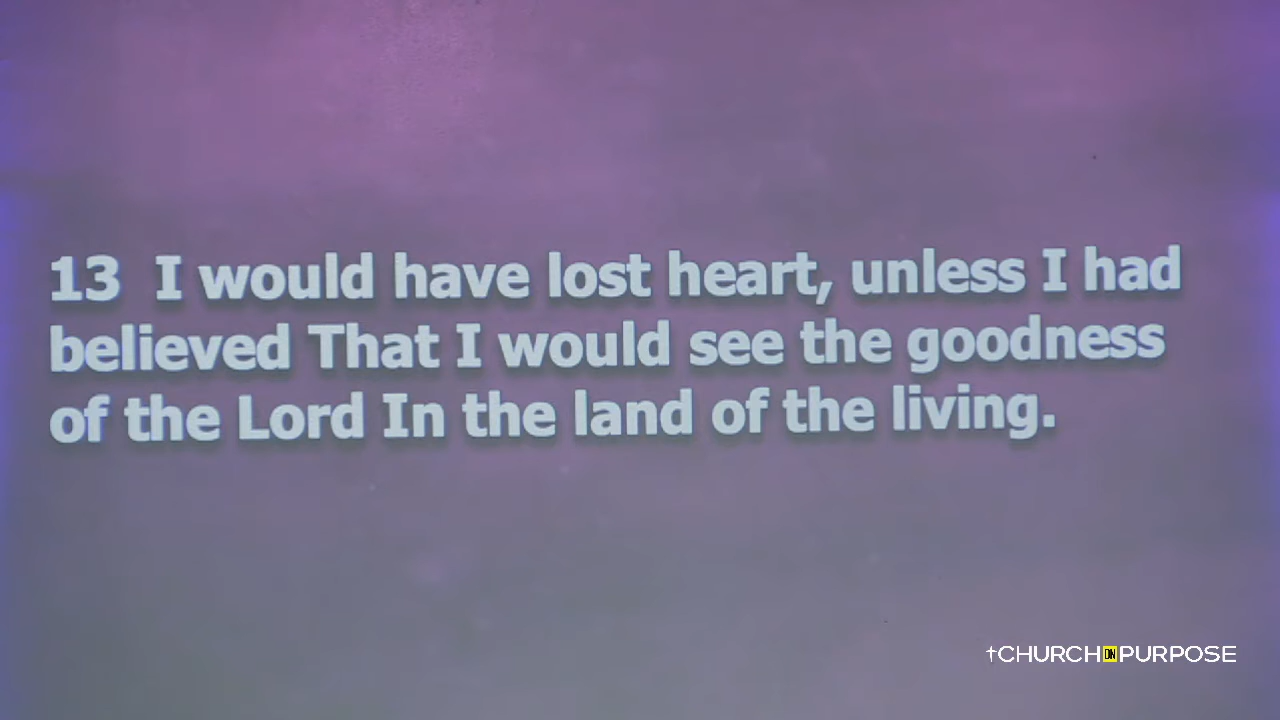 13 I would have lost heart, unless I had
believed That I would see the goodness
of the Lord In the land of the living.
†CHURCH ON PURPOSE